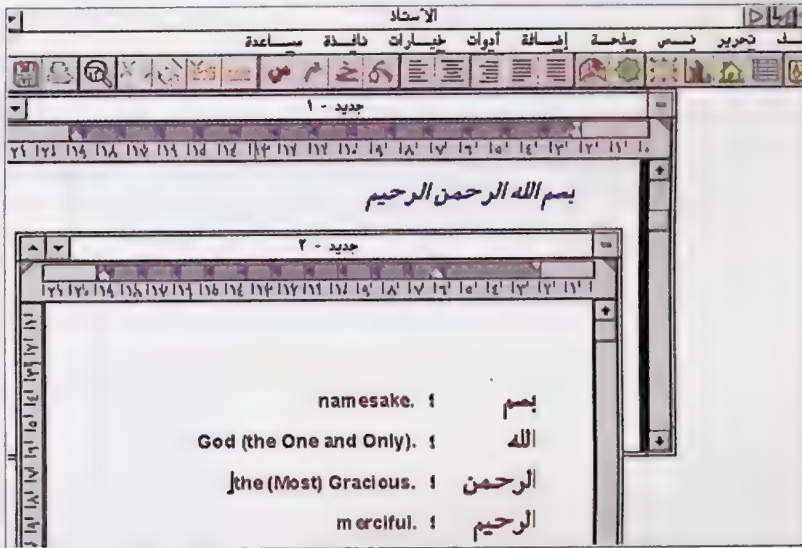 الأستاذ
تحرير نص صفحة إضافة أدوات خيارات نافذة مساعدة
جديد - ١
بسم الله الرحمن الرحيم
جديد - ٢
بسم ؛ namesake.
الله ؛ God (the One and Only).
الرحمن ؛ the (Most) Gracious.
الرحيم ؛ merciful.